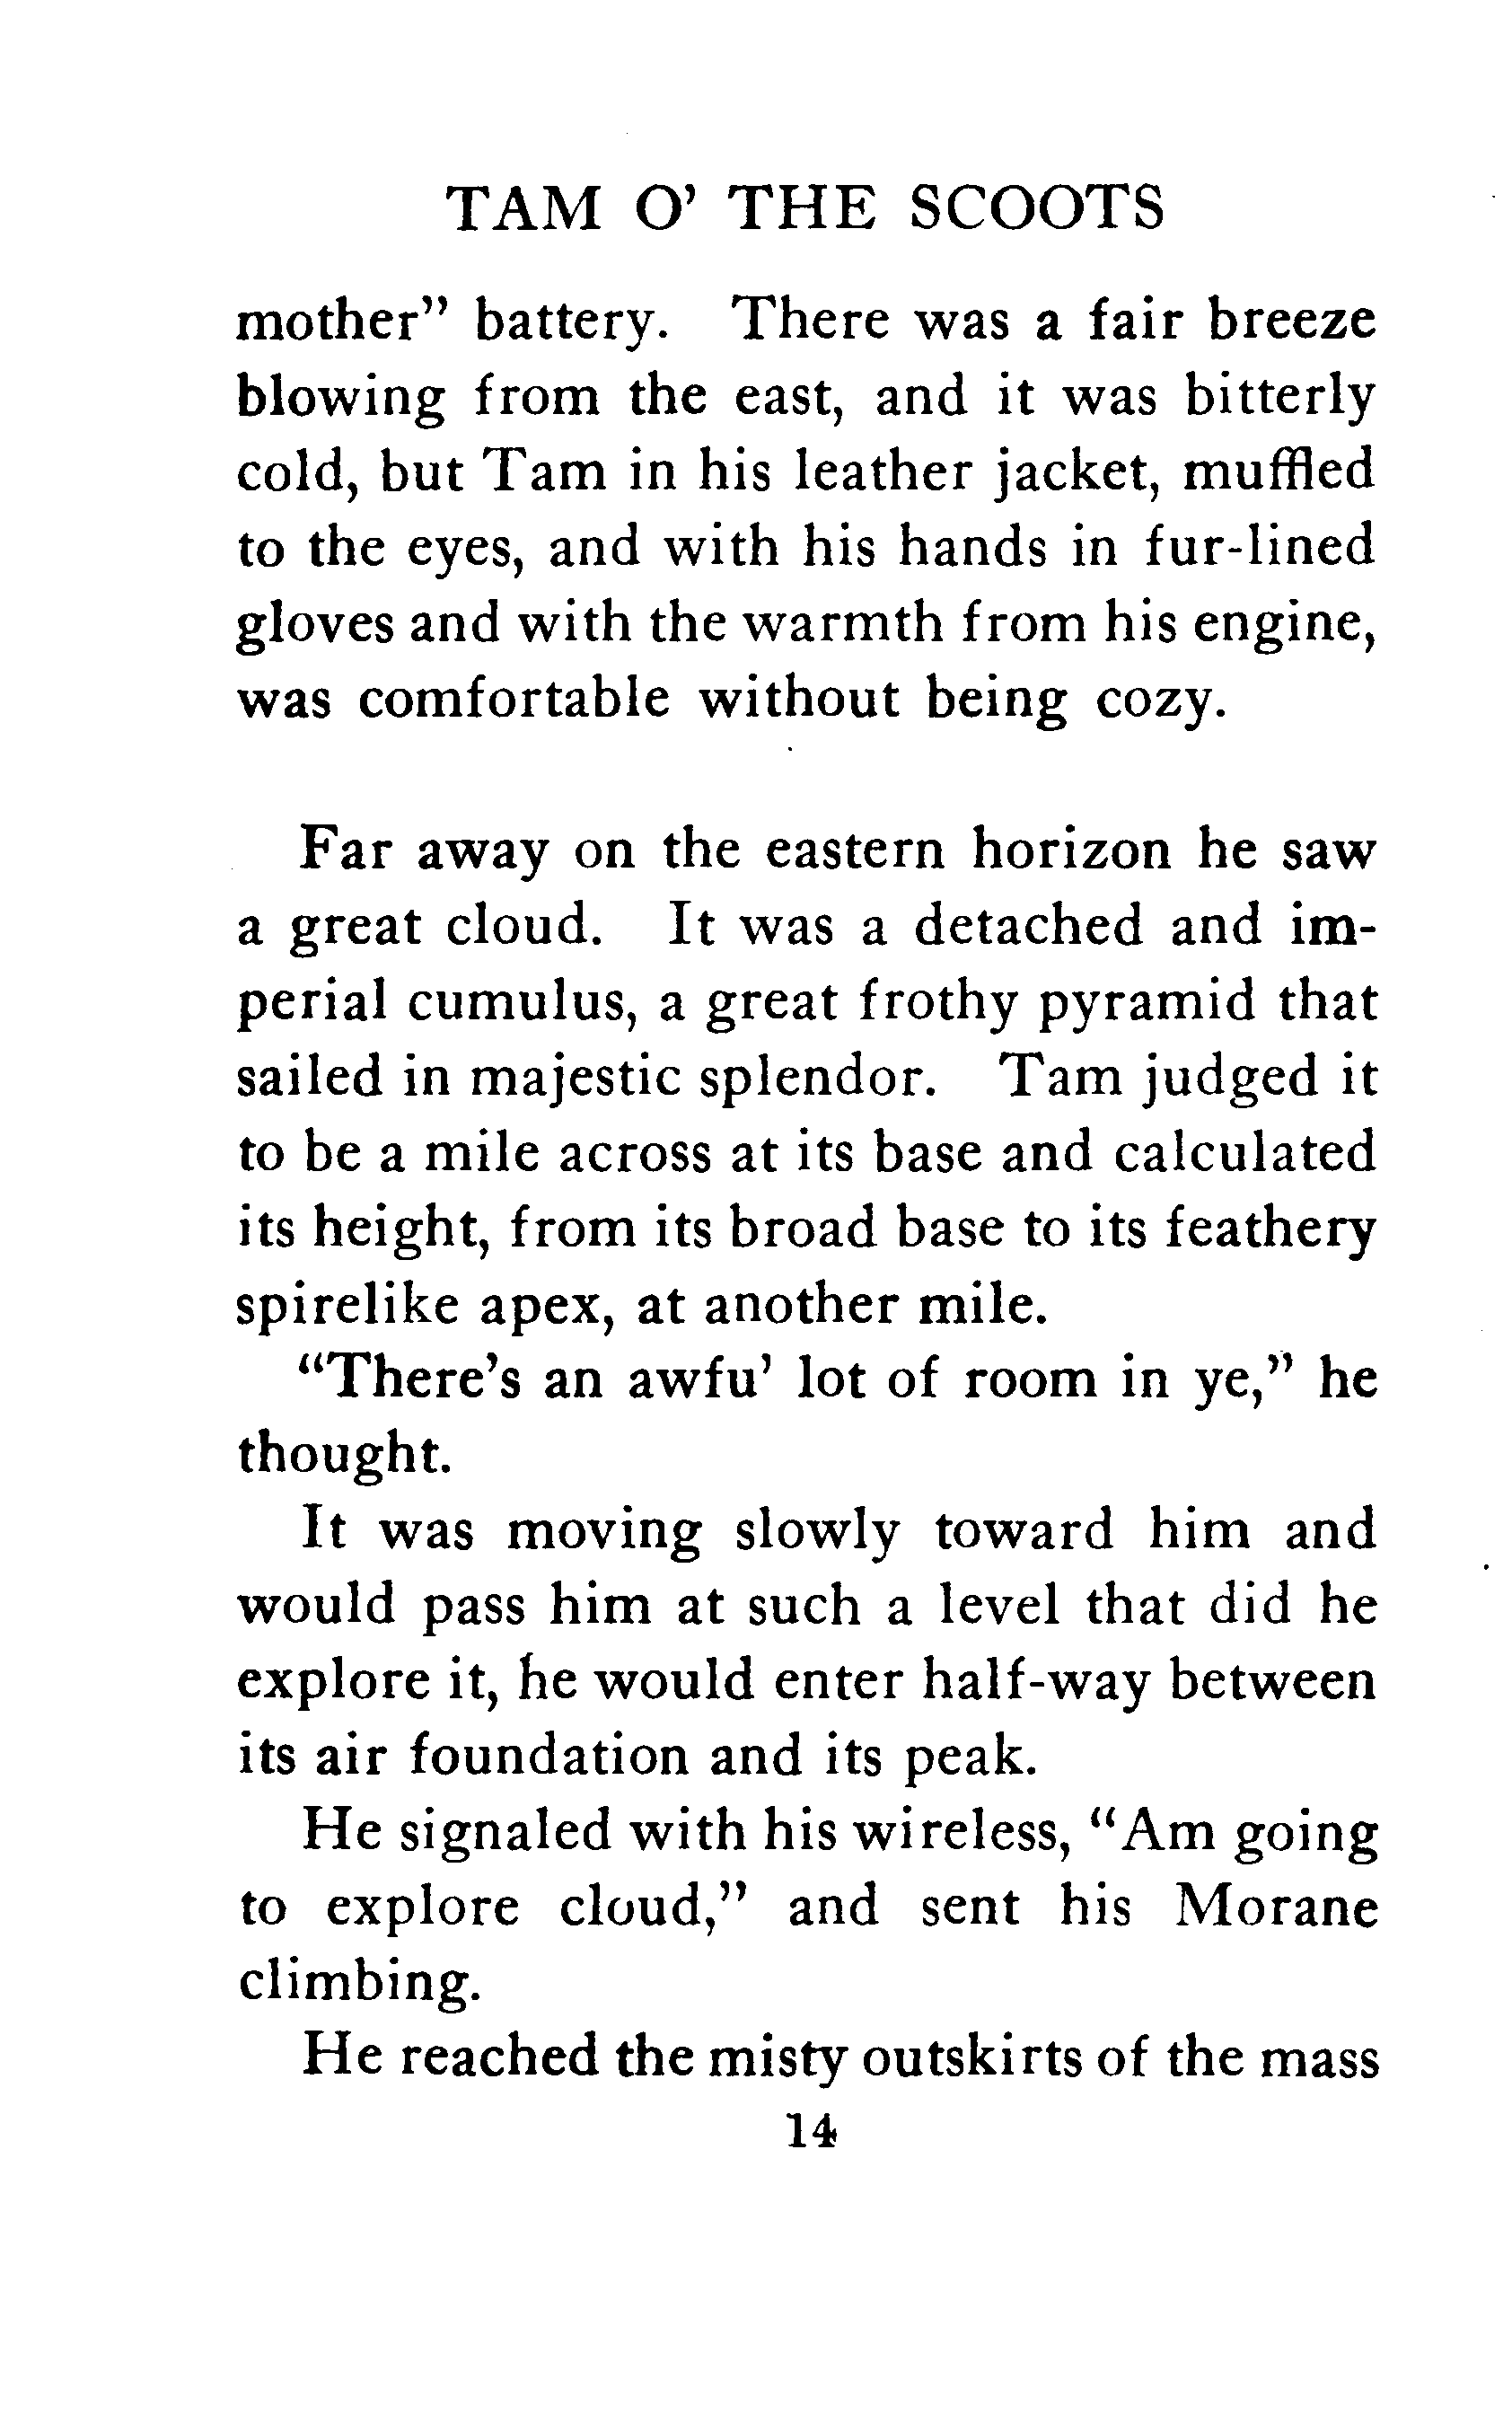 TAM O' THE SCOOTS
mother" battery. There was a fair breeze
blowing from the east, and it was bitterly
cold, but Tam in his leather jacket, muffled
to the eyes, and with his hands in fur-lined
gloves and with the warmth from his engine,
was comfortable without being cozy.
Far away on the eastern horizon he saw
a great cloud. It was a detached and im-
perial cumulus, a great frothy pyramid that
sailed in majestic splendor. Tam judged it
to be a mile across at its base and calculated
its height, from its broad base to its feathery
spirelike apex, at another mile.
"There's an awfu' lot of room in ye," he
thought.
It was moving slowly toward him and
would pass him at such a level that did he
explore it, he would enter half-way between
its air foundation and its peak.
He signaled with his wireless, "Am going
to explore cloud," and sent his Morane
climbing.
He reached the misty outskirts of the mass
14